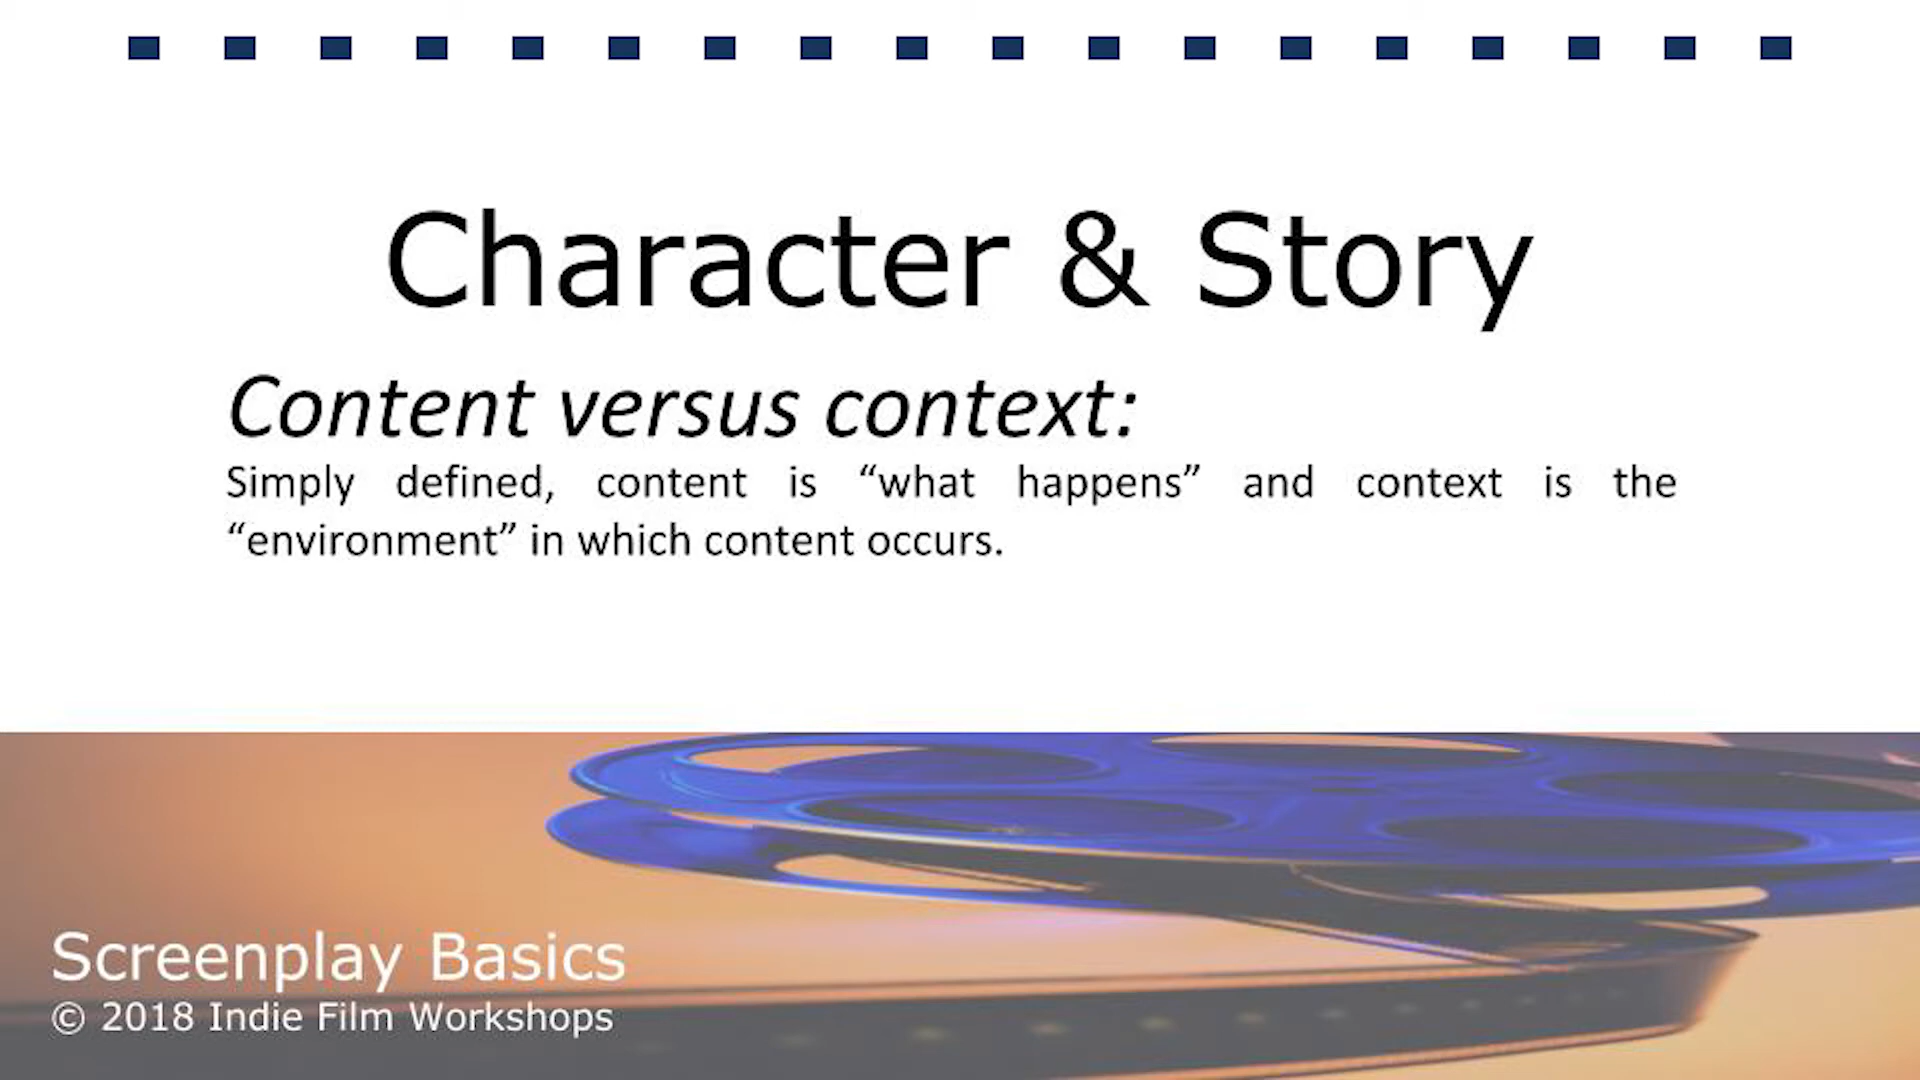 Character & Story
Content versus context:
Simply defined, content is “what happens” and context is the
“environment” in which content occurs.
Screenplay Basics
© 2018 Indie Film Workshops